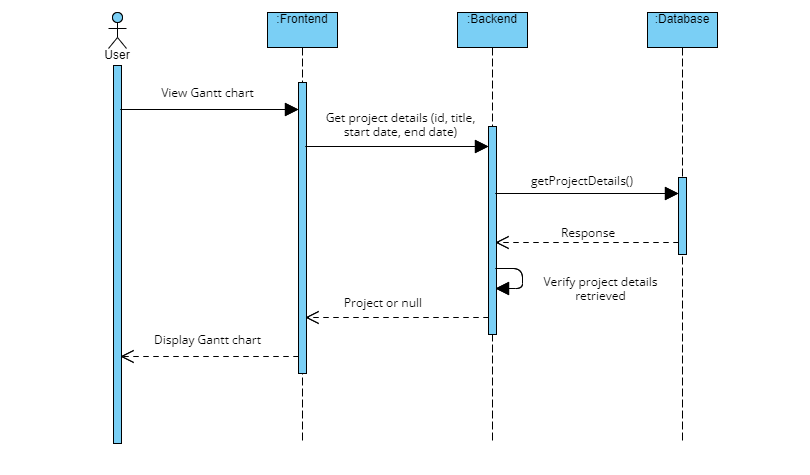 :Frontend
:Backend
:Database
User
View Gantt chart
Get project details (id, title,
start date, end date)
getProjectDetails()
Response
Verify project details
retrieved
Project or null
Display Gantt chart